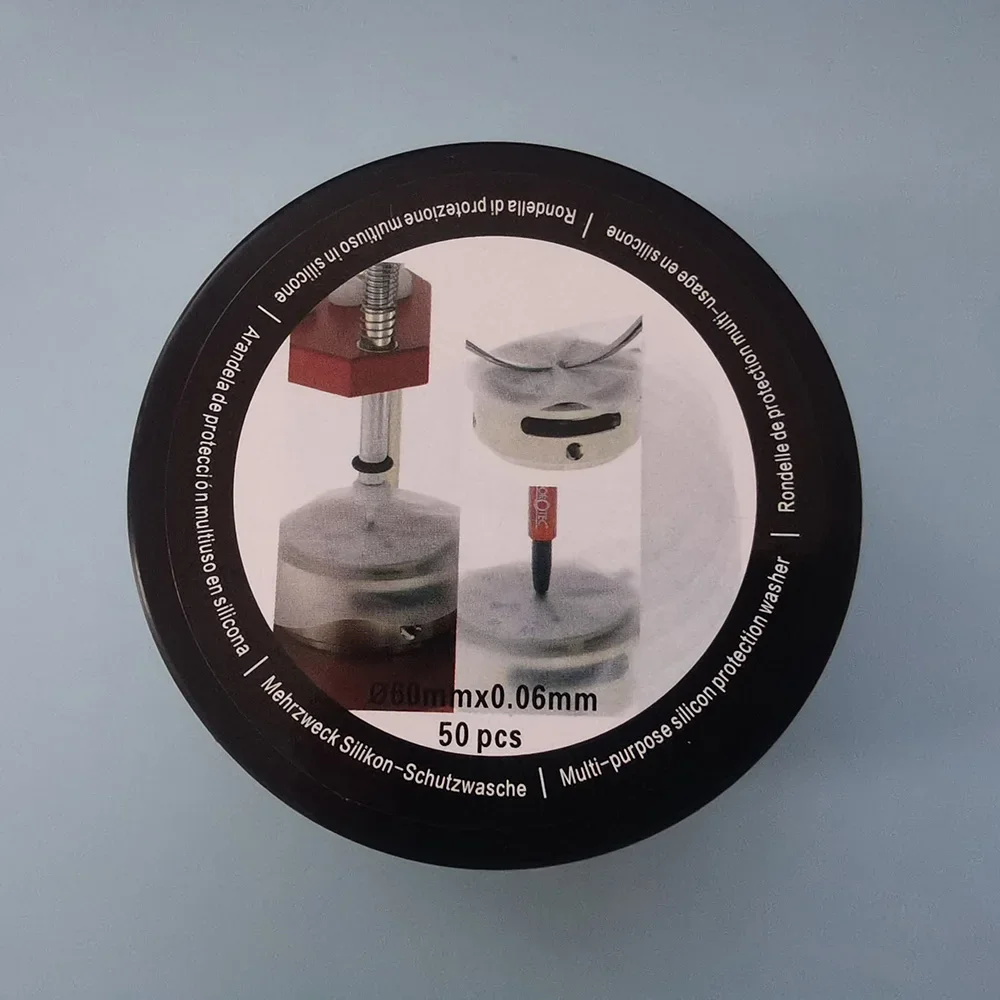 Rondella di protezione multiuso in silicone |
Rondelle de protection multi-usage en silicone |
Arandela de protección multiuso en silicona |
Mehrzweck Silikon-Schutzwasche |
Multi-purpose silicon protection washer |
Ø60mmx0.06mm
50 pcs